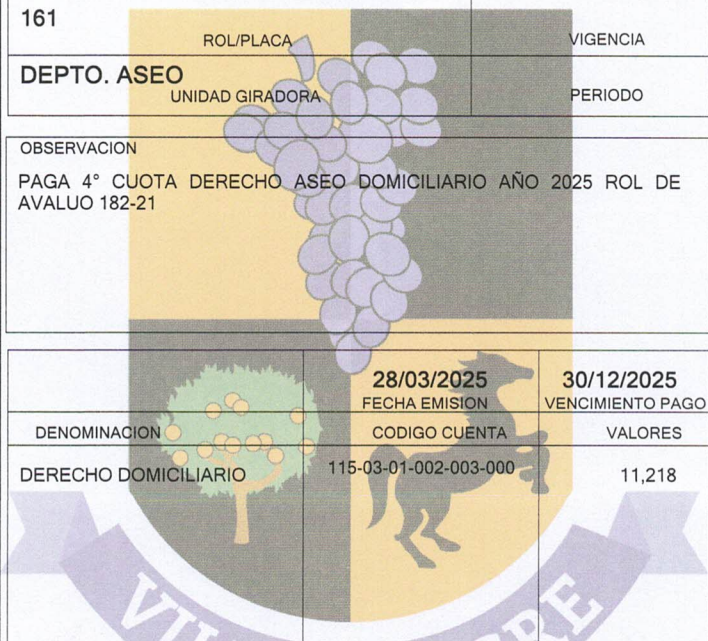 161
ROL/PLACA
VIGENCIA
DEPTO. ASEO
UNIDAD GIRADORA
PERIODO
OBSERVACION
PAGA 4° CUOTA DERECHO ASEO DOMICILIARIO AÑO 2025 ROL DE
AVALUO 182-21
28/03/2025 30/12/2025
FECHA EMISION VENCIMIENTO PAGO
DENOMINACION CODIGO CUENTA VALORES
DERECHO DOMICILIARIO 115-03-01-002-003-000 11,218